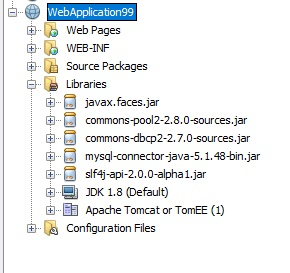 WebApplication99
Web Pages
WEB-INF
Source Packages
Libraries
javax.faces.jar
commons-pool2-2.8.0-sources.jar
commons-dbcp2-2.7.0-sources.jar
mysql-connector-java-5.1.48-bin.jar
slf4j-api-2.0.0-alpha1.jar
JDK 1.8 (Default)
Apache Tomcat or TomEE (1)
Configuration Files